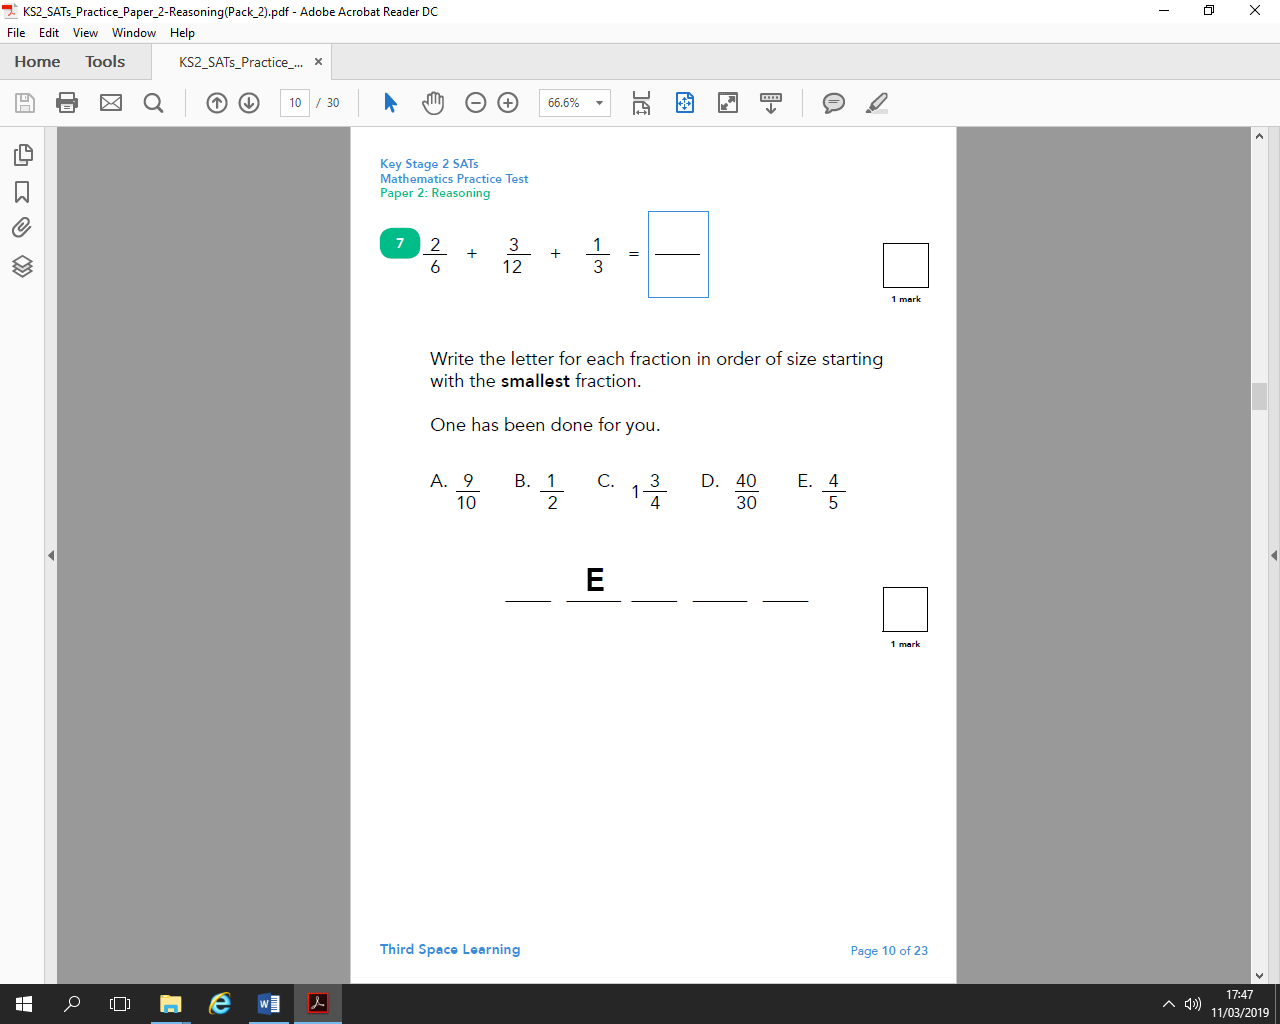 KS2_SATs_Practice_Paper_2-Reasoning(Pack_2).pdf - Adobe Acrobat Reader DC
File Edit View Window Help
Home Tools KS2_SATs_Practice_... ×
10 / 30 66.6%
Key Stage 2 SATs
Mathematics Practice Test
Paper 2: Reasoning
7 2/6 + 3/12 + 1/3 =
1 mark
Write the letter for each fraction in order of size starting
with the smallest fraction.
One has been done for you.
A. 9/10 B. 1/2 C. 1 3/4 D. 40/30 E. 4/5
E
1 mark
Third Space Learning Page 10 of 23
17:47
11/03/2019